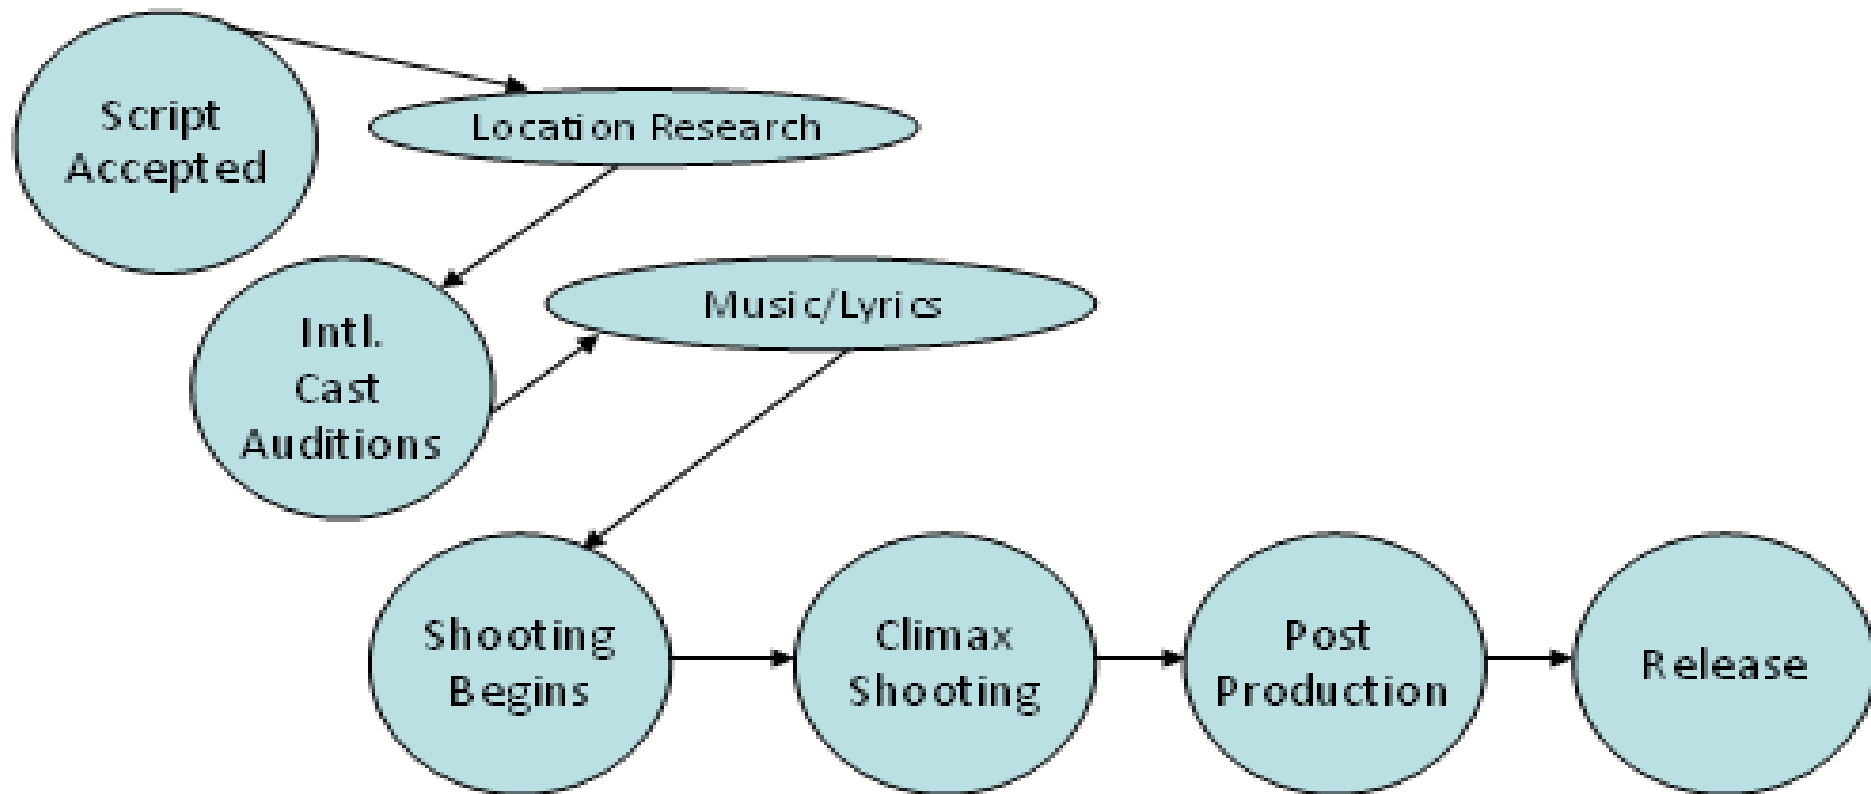 Script
Accepted
Location Research
Intl.
Cast
Auditions
Music/Lyrics
Shooting
Begins
Climax
Shooting
Post
Production
Release